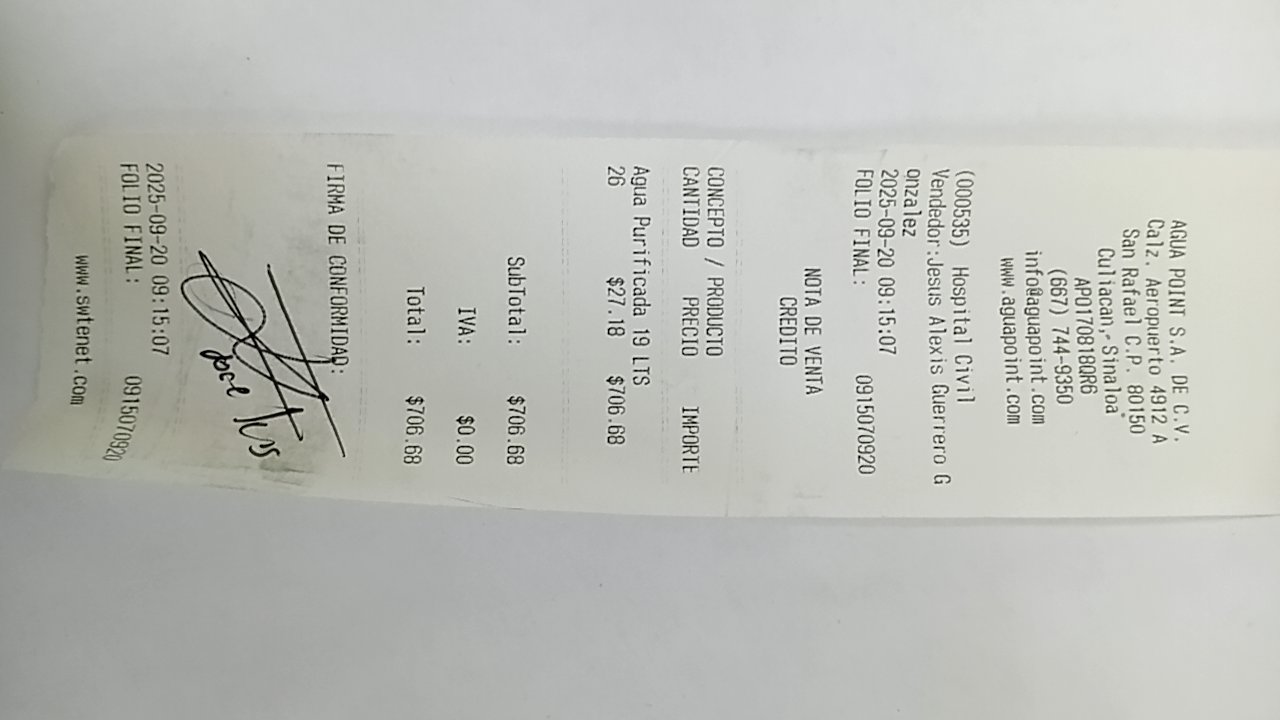 AGUA POINT S.A. DE C.V.
Calz. Aeropuerto 4912 A
San Rafael C.P. 80150
Culiacan, Sinaloa
APO170818QR6
(667) 744-9350
info@aguapoint.com
www.aguapoint.com
(000535) Hospital Civil
Vendedor:Jesus Alexis Guerrero G
onzalez
2025-09-20 09:15:07
FOLIO FINAL: 0915070920
NOTA DE VENTA
CREDITO
CONCEPTO / PRODUCTO
CANTIDAD PRECIO IMPORTE
Agua Purificada 19 LTS
26 $27.18 $706.68
SubTotal: $706.68
IVA: $0.00
Total: $706.68
FIRMA DE CONFORMIDAD:
2025-09-20 09:15:07
FOLIO FINAL: 0915070920
www.swtenet.com